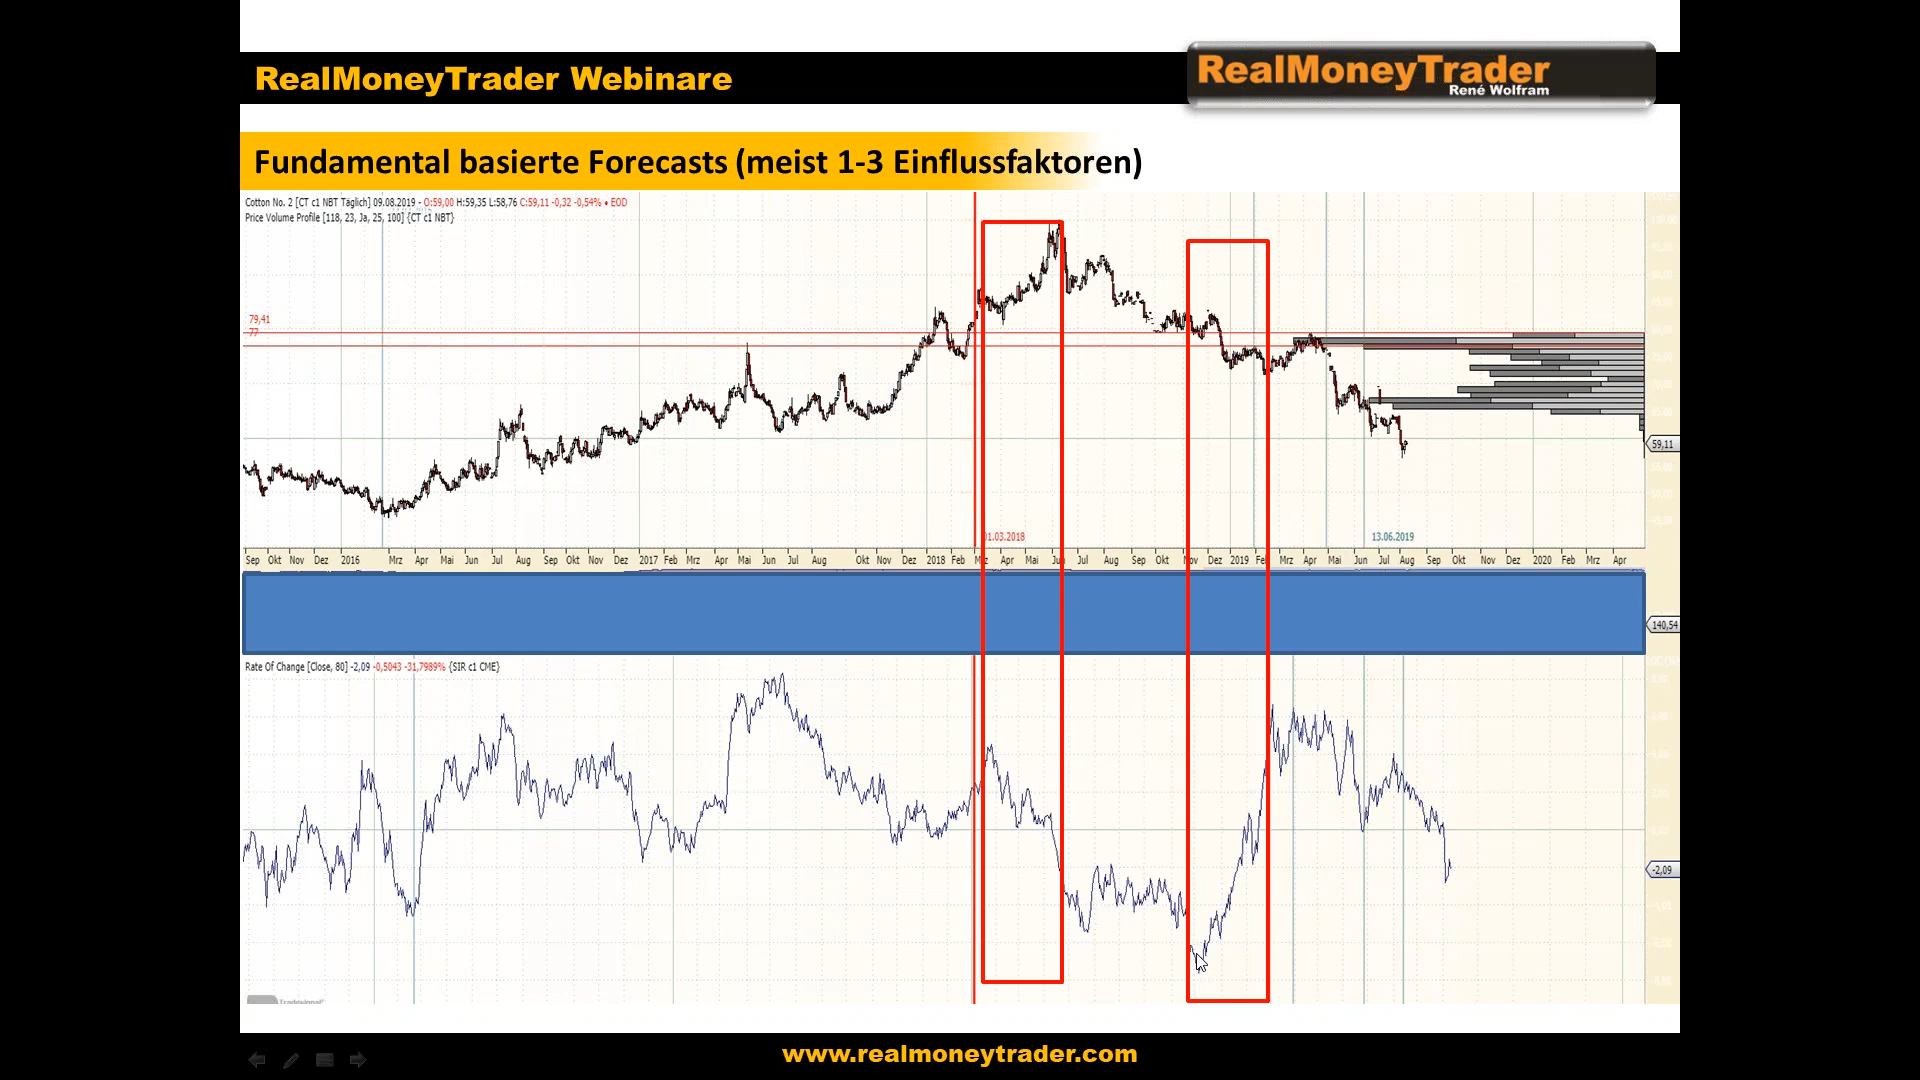 RealMoneyTrader Webinare
RealMoneyTrader
René Wolfram
Fundamental basierte Forecasts (meist 1-3 Einflussfaktoren)
Cotton No. 2 [CT c1 NBT Täglich] 09.08.2019 - O:59,00 H:59,35 L:58,76 C:59,11 -0,32 -0,54% • EOD
Price Volume Profile [118, 23, Ja, 25, 100] {CT c1 NBT}
79,41
77
59,11
01.03.2018
13.06.2019
Sep Okt Nov Dez 2016 Mrz Apr Mai Jun Jul Aug Sep Okt Nov Dez 2017 Feb Mrz Apr Mai Jun Jul Aug Okt Nov Dez 2018 Feb Mrz Apr Mai Jun Jul Aug Sep Okt Nov Dez 2019 Feb Mrz Apr Mai Jun Jul Aug Sep Okt Nov Dez 2020 Feb Mrz Apr
140,54
Rate Of Change [Close, 80] -2,09 -0,5043 -31,7989% {SIR c1 CME}
-2,09
www.realmoneytrader.com